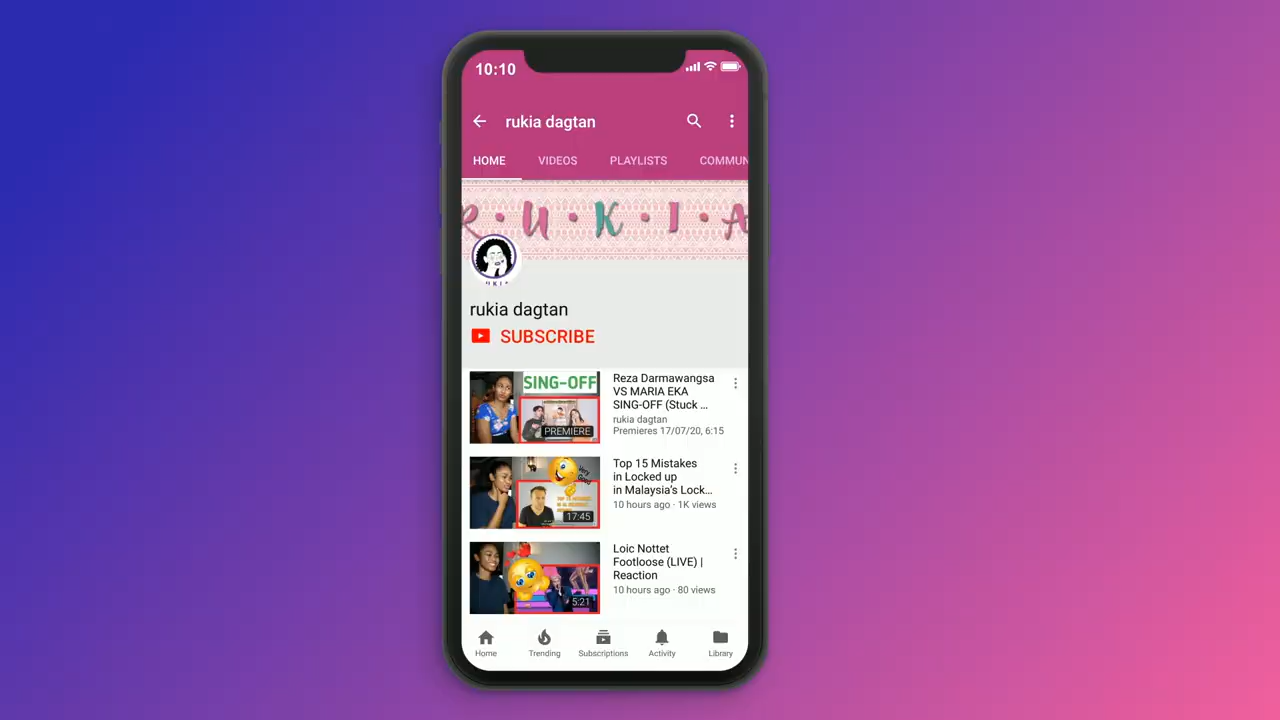 10:10
rukia dagtan
HOME VIDEOS PLAYLISTS COMMUN
R·U·K·I·A
rukia dagtan
SUBSCRIBE
SING-OFF
PREMIERE
Reza Darmawangsa
VS MARIA EKA
SING-OFF (Stuck ...
rukia dagtan
Premieres 17/07/20, 6:15
Very
Good
17:45
Top 15 Mistakes
in Locked up
in Malaysia's Lock...
10 hours ago · 1K views
5:21
Loic Nottet
Footloose (LIVE) |
Reaction
10 hours ago · 80 views
Home Trending Subscriptions Activity Library